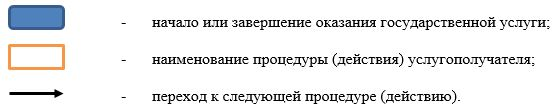 - начало или завершение оказания государственной услуги;
- наименование процедуры (действия) услугополучателя;
- переход к следующей процедуре (действию).